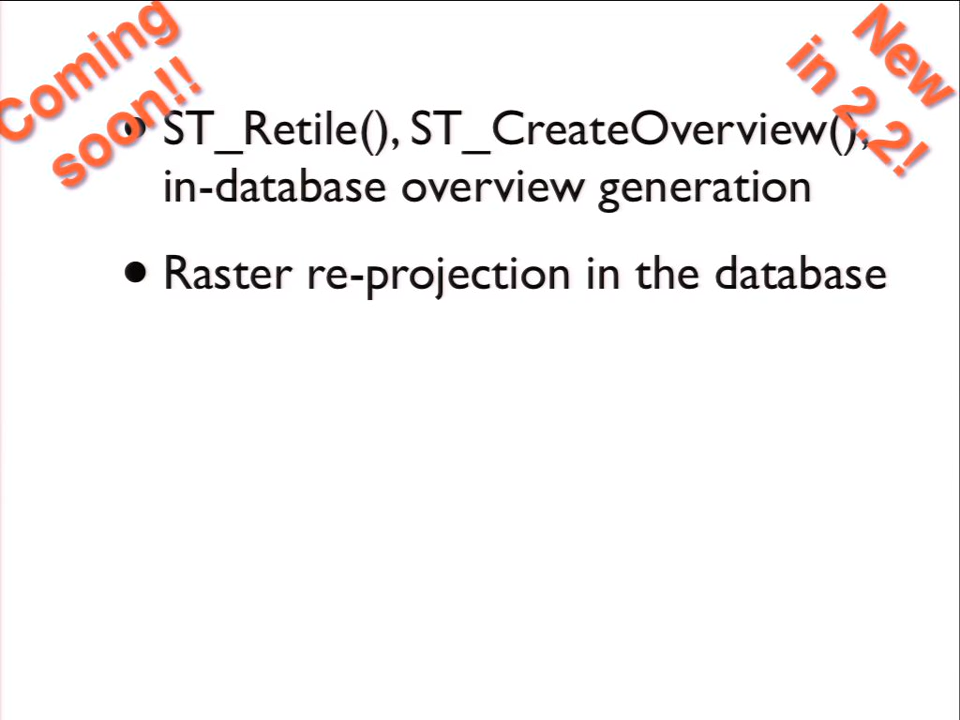 Coming
soon!!
New
in 2.2!
• ST_Retile(), ST_CreateOverview(),
in-database overview generation
• Raster re-projection in the database